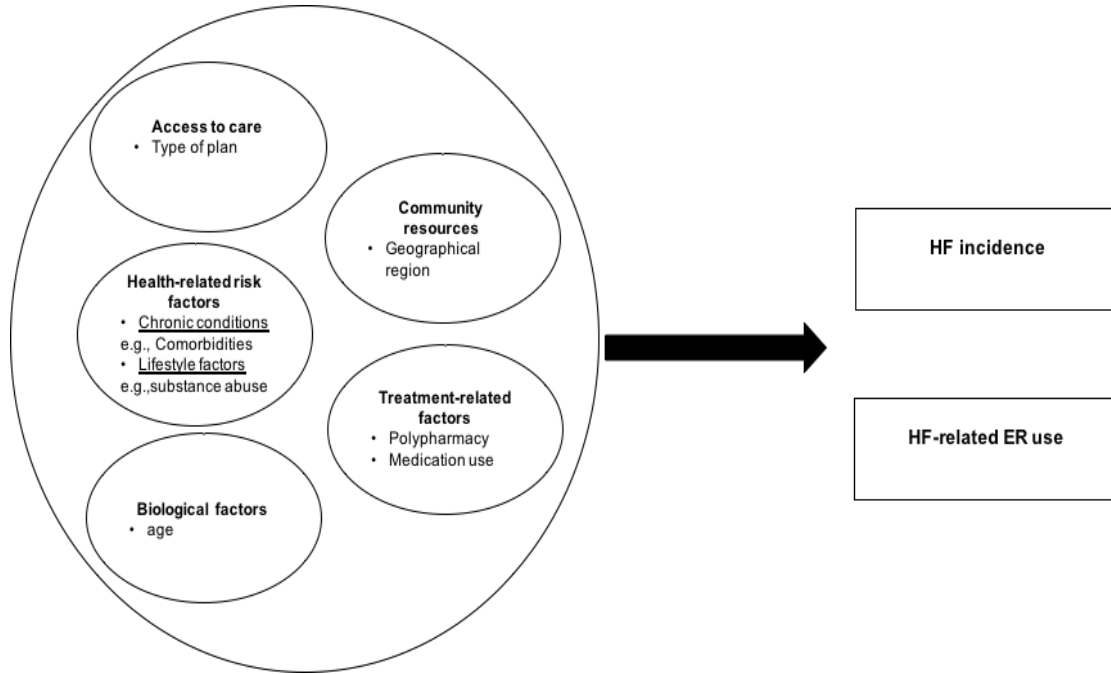 Access to care
• Type of plan
Community
resources
• Geographical
region
Health-related risk
factors
• Chronic conditions
e.g., Comorbidities
• Lifestyle factors
e.g.,substance abuse
Treatment-related
factors
• Polypharmacy
• Medication use
Biological factors
• age
HF incidence
HF-related ER use